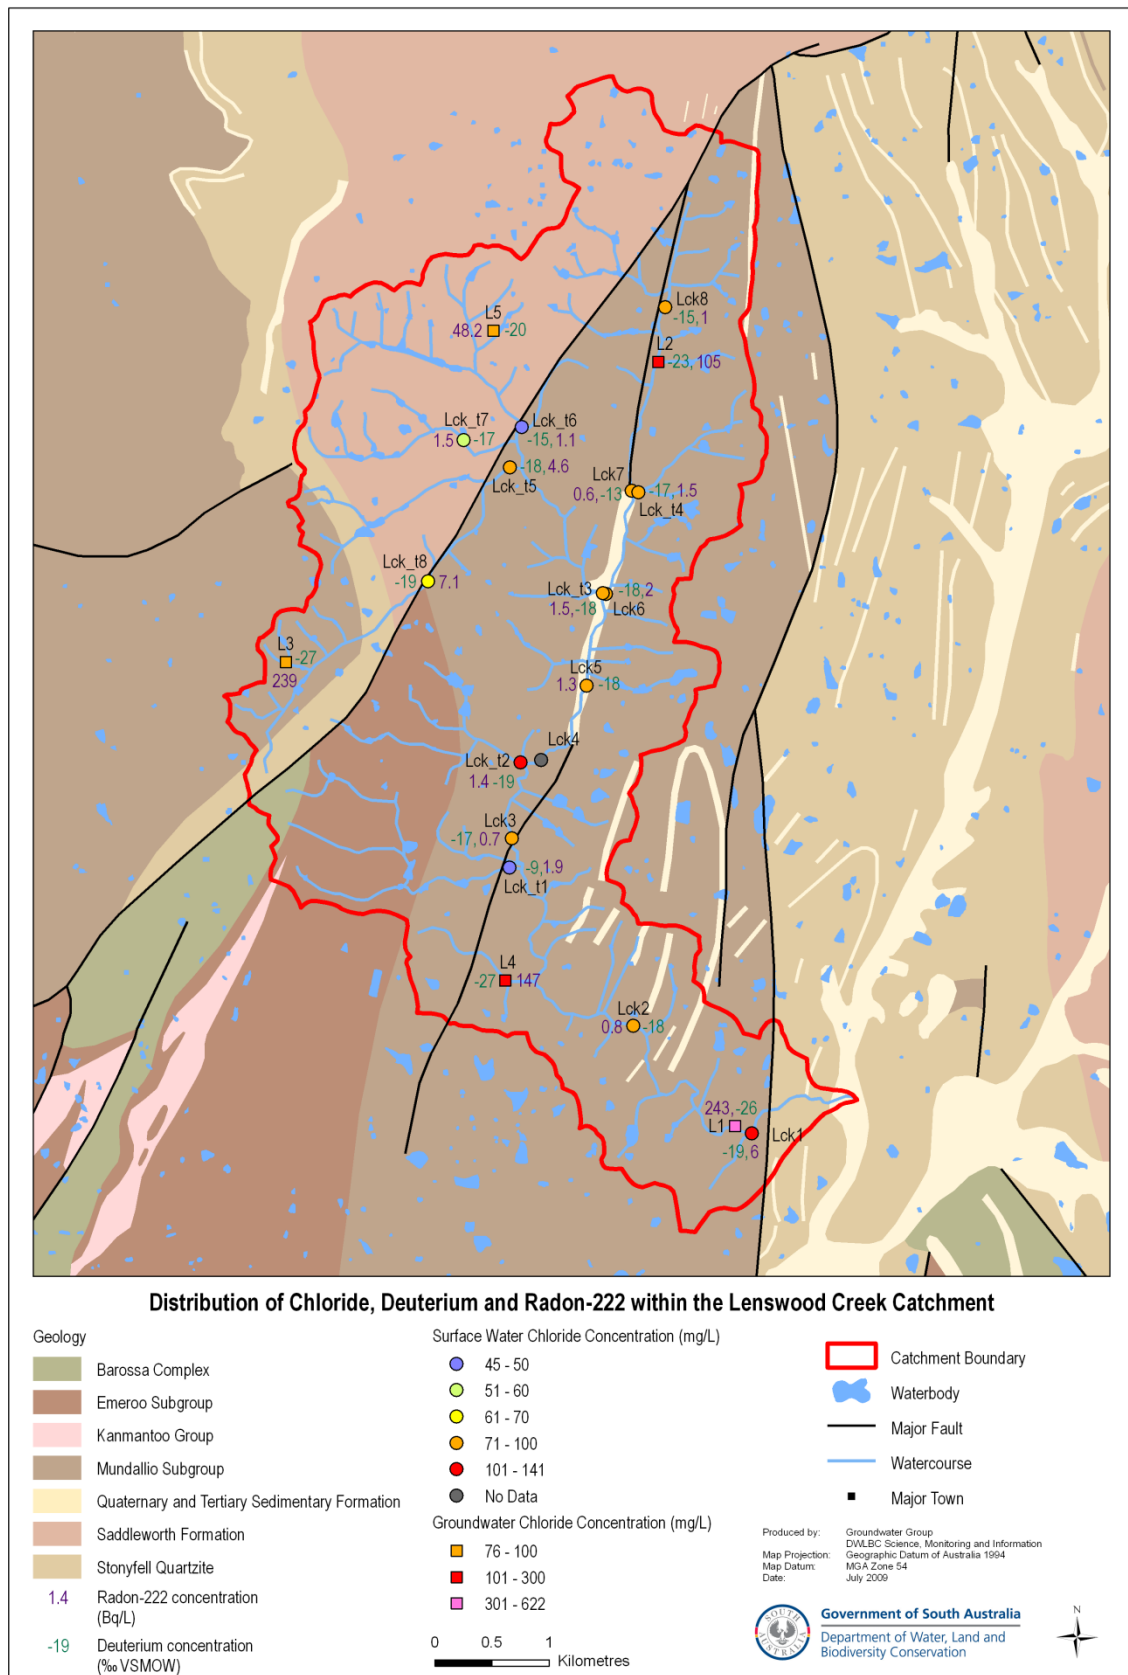 Lck8
-15,1
L5
48.2 -20
L2
-23, 105
Lck_t7
1.5 -17
Lck_t6
-15, 1.1
-18,4.6
Lck_t5
Lck7
0.6,-13
-17,1.5
Lck_t4
Lck_t8
-19 7.1
Lck_t3
1.5,-18
-18,2
Lck6
L3
-27
239
Lck5
1.3 -18
Lck4
Lck_t2
1.4 -19
Lck3
-17, 0.7
-9,1.9
Lck_t1
L4
-27 147
Lck2
0.8 -18
243,-26
L1
Lck1
-19,6
Distribution of Chloride, Deuterium and Radon-222 within the Lenswood Creek Catchment
Geology
Barossa Complex
Emeroo Subgroup
Kanmantoo Group
Mundallio Subgroup
Quaternary and Tertiary Sedimentary Formation
Saddleworth Formation
Stonyfell Quartzite
1.4 Radon-222 concentration
(Bq/L)
-19 Deuterium concentration
(‰ VSMOW)
Surface Water Chloride Concentration (mg/L)
45 - 50
51 - 60
61 - 70
71 - 100
101 - 141
No Data
Groundwater Chloride Concentration (mg/L)
76 - 100
101 - 300
301 - 622
0 0.5 1
Kilometres
Catchment Boundary
Waterbody
Major Fault
Watercourse
Major Town
Produced by: Groundwater Group
DWLBC Science, Monitoring and Information
Map Projection: Geographic Datum of Australia 1994
Map Datum: MGA Zone 54
Date: July 2009
SOUTH AUSTRALIA
Government of South Australia
Department of Water, Land and
Biodiversity Conservation
N